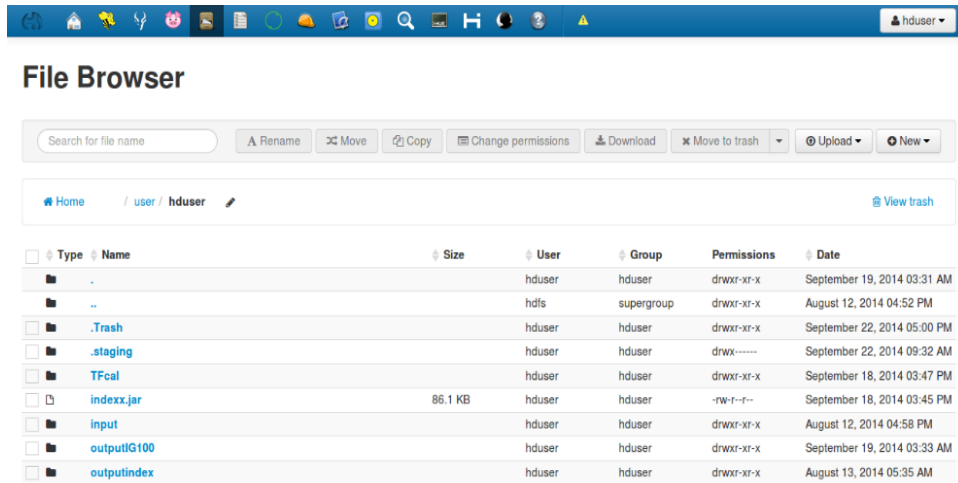 hduser
File Browser
Search for file name A Rename Move Copy Change permissions Download Move to trash Upload New
Home / user / hduser View trash
Type Name Size User Group Permissions Date
. hduser hduser drwxr-xr-x September 19, 2014 03:31 AM
.. hdfs supergroup drwxr-xr-x August 12, 2014 04:52 PM
.Trash hduser hduser drwxr-xr-x September 22, 2014 05:00 PM
.staging hduser hduser drwx------ September 22, 2014 09:32 AM
TFcal hduser hduser drwxr-xr-x September 18, 2014 03:47 PM
indexx.jar 86.1 KB hduser hduser -rw-r--r-- September 18, 2014 03:45 PM
input hduser hduser drwxr-xr-x August 12, 2014 04:58 PM
outputIG100 hduser hduser drwxr-xr-x September 19, 2014 03:33 AM
outputindex hduser hduser drwxr-xr-x August 13, 2014 05:35 AM